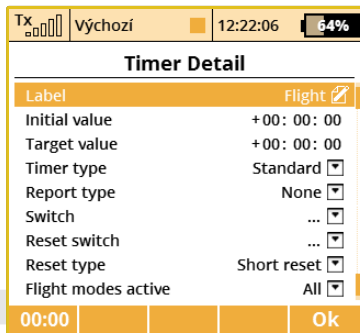 Tx Výchozí 12:22:06 64%
Timer Detail
Label Flight
Initial value +00: 00: 00
Target value +00: 00: 00
Timer type Standard
Report type None
Switch ...
Reset switch ...
Reset type Short reset
Flight modes active All
00:00 Ok